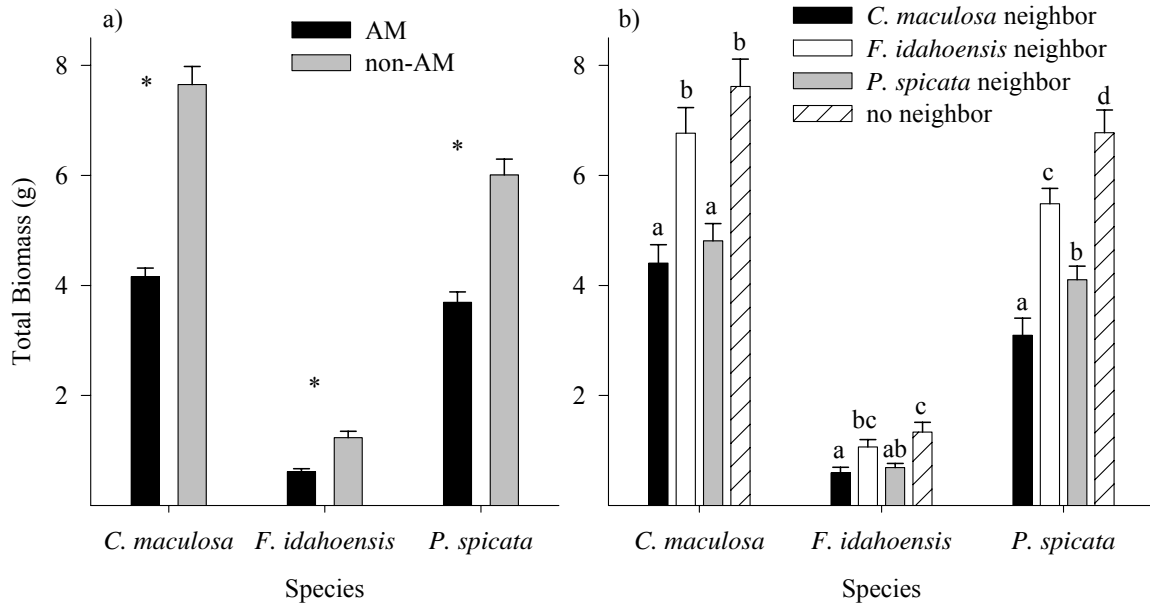 a)
AM
non-AM
Total Biomass (g)
8
6
4
2
*
*
*
C. maculosa
F. idahoensis
P. spicata
Species
b)
C. maculosa neighbor
F. idahoensis neighbor
P. spicata neighbor
no neighbor
8
6
4
2
a
b
a
b
a
bc
ab
c
a
c
b
d
C. maculosa
F. idahoensis
P. spicata
Species